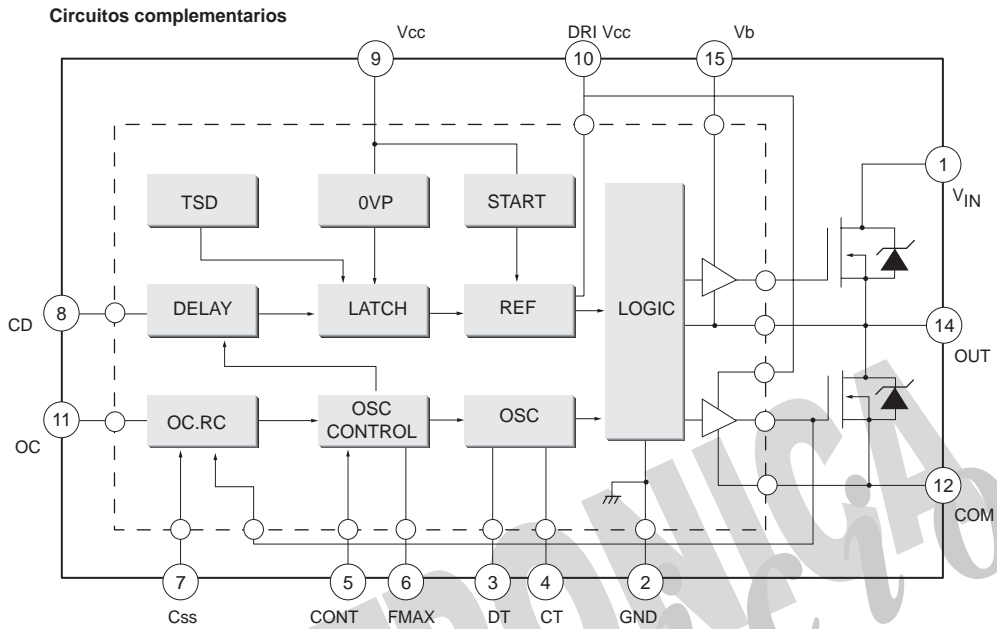 Circuitos complementarios
Vcc
DRI Vcc
Vb
9
10
15
1
VIN
TSD
0VP
START
LOGIC
8
CD
DELAY
LATCH
REF
14
OUT
11
OC
OC.RC
OSC
CONTROL
OSC
12
COM
7
5
6
3
4
2
Css
CONT
FMAX
DT
CT
GND